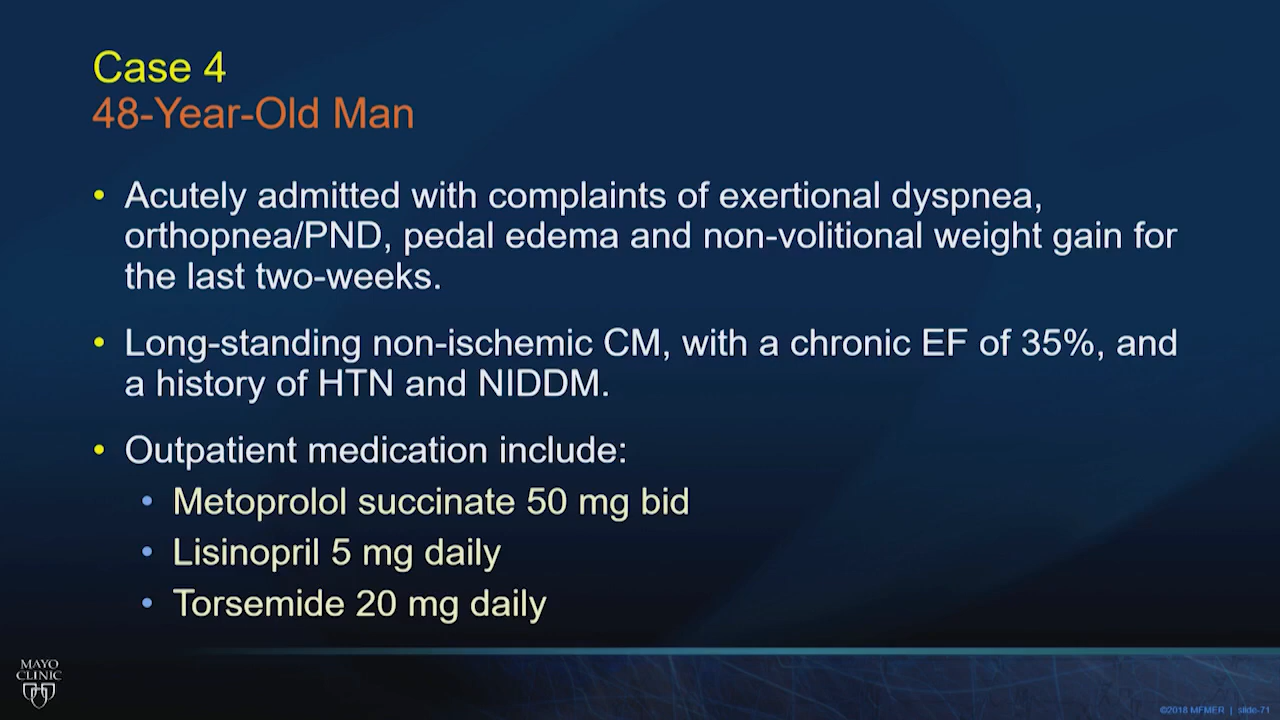 Case 4
48-Year-Old Man
• Acutely admitted with complaints of exertional dyspnea,
orthopnea/PND, pedal edema and non-volitional weight gain for
the last two-weeks.
• Long-standing non-ischemic CM, with a chronic EF of 35%, and
a history of HTN and NIDDM.
• Outpatient medication include:
• Metoprolol succinate 50 mg bid
• Lisinopril 5 mg daily
• Torsemide 20 mg daily
MAYO
CLINIC
©2018 MFMER | slide-71